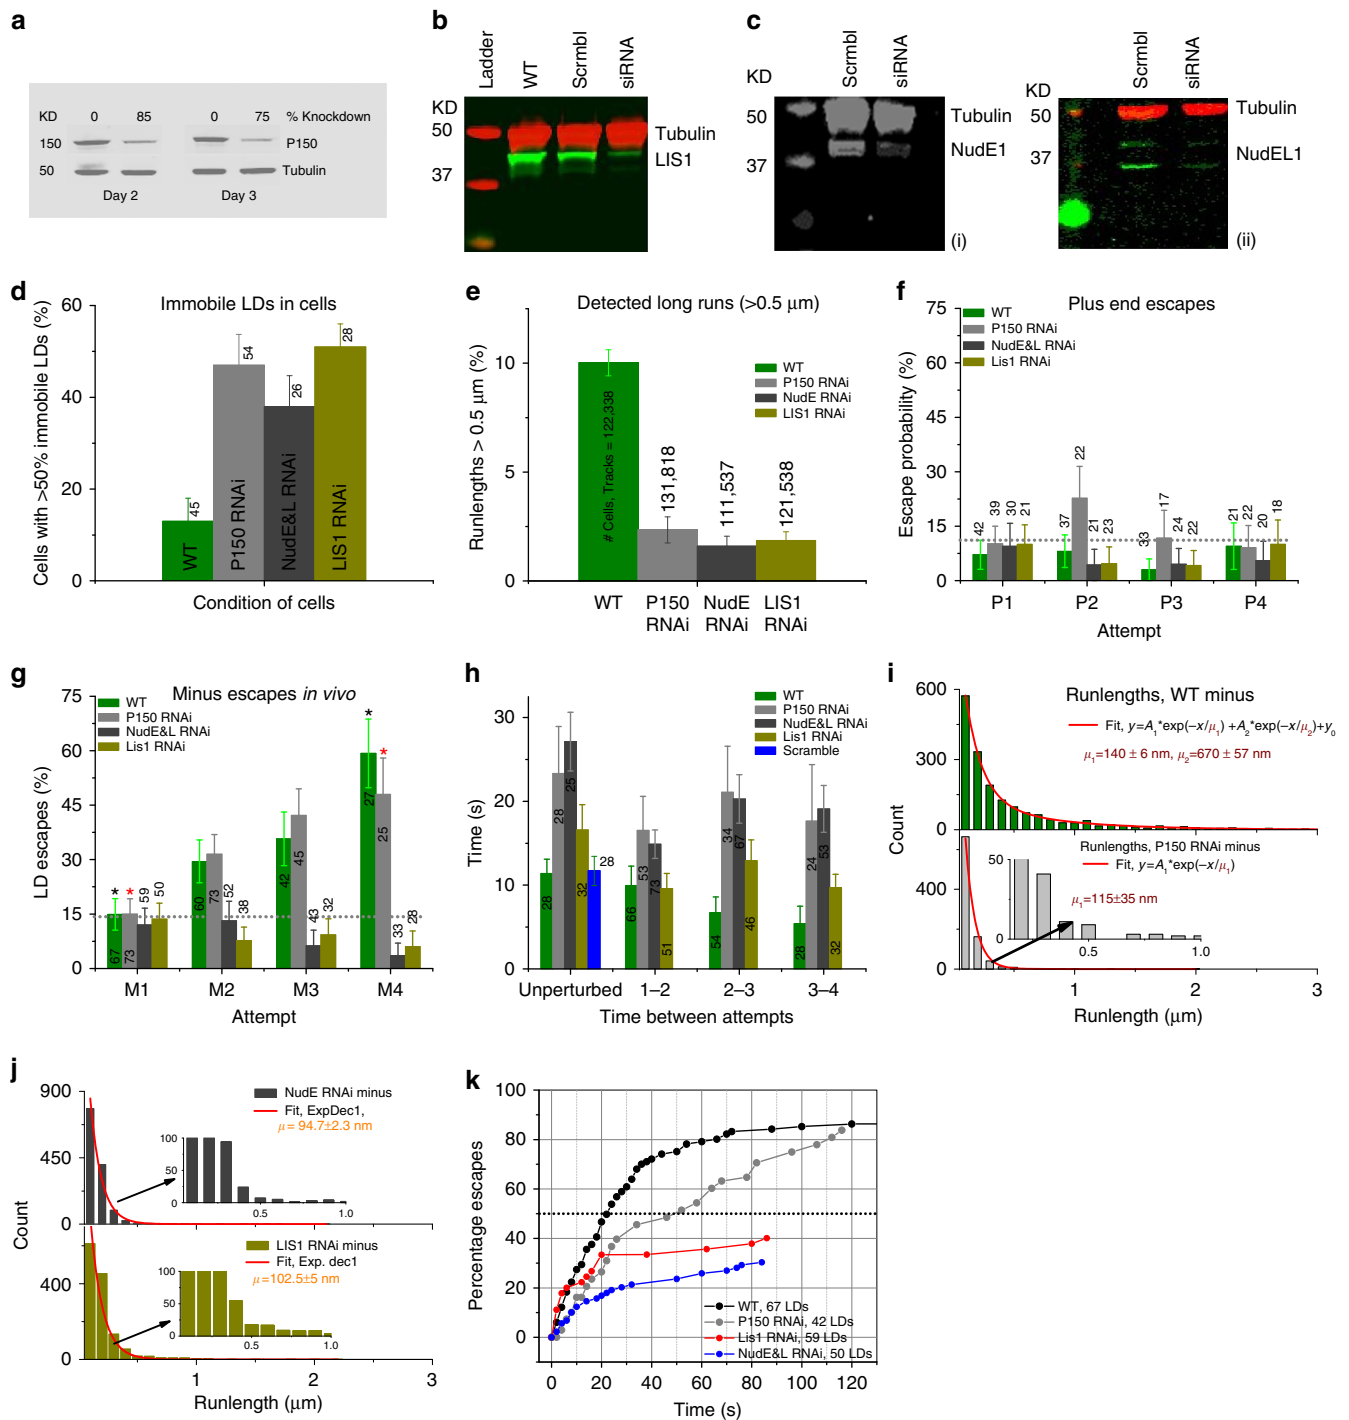 a
KD 0 85 0 75 % Knockdown
150 P150
50 Tubulin
Day 2 Day 3
b
Ladder WT Scrmbl siRNA
KD
50 Tubulin
LIS1
37
c
Scrmbl siRNA
KD
50 Tubulin
NudE1
37
(i)
Scrmbl siRNA
KD
50 Tubulin
37 NudEL1
(ii)
d
Immobile LDs in cells
Cells with >50% immobile LDs (%)
60
40
20
0
45
54
26
28
WT
P150 RNAi
NudE&L RNAi
LIS1 RNAi
Condition of cells
e
Detected long runs (>0.5 μm)
Runlengths > 0.5 μm (%)
10
5
0
WT
P150 RNAi
NudE RNAi
LIS1 RNAi
# Cells, Tracks = 122,338
131,818
111,537
121,538
WT P150 NudE LIS1
RNAi RNAi RNAi
f
Plus end escapes
Escape probability (%)
75
60
45
30
15
0
WT
P150 RNAi
NudE&L RNAi
Lis1 RNAi
42 39 30 21
37 22 21 23
33 17 24 22
21 22 20 18
P1 P2 P3 P4
Attempt
g
Minus escapes in vivo
LD escapes (%)
75
60
45
30
15
0
WT
P150 RNAi
NudE&L RNAi
Lis1 RNAi
* * * *
67 73 59 50
60 73 52 38
42 45 43 32
27 25 33 28
M1 M2 M3 M4
Attempt
h
Time (s)
30
20
10
0
WT
P150 RNAi
NudE&L RNAi
Lis1 RNAi
Scramble
28 28 25 32 28
66 53 73 51
54 34 67 46
28 24 53 32
Unperturbed 1–2 2–3 3–4
Time between attempts
i
Runlengths, WT minus
Fit, y=A1*exp(−x/μ1) +A2*exp(−x/μ2)+y0
μ1=140 ± 6 nm, μ2=670 ± 57 nm
600
300
0
Count
Runlengths, P150 RNAi minus
Fit, y=A1*exp(−x/μ1)
μ1=115±35 nm
50
0
0.5 1.0
400
0
1 2 3
Runlength (μm)
j
900
450
0
NudE RNAi minus
Fit, ExpDec1,
μ= 94.7±2.3 nm
100
50
0
0.5 1.0
Count
LIS1 RNAi minus
Fit, Exp. dec1
μ=102.5±5 nm
100
50
0
0.5 1.0
400
0
1 2 3
Runlength (μm)
k
Percentage escapes
100
80
60
40
20
0
WT, 67 LDs
P150 RNAi, 42 LDs
Lis1 RNAi, 59 LDs
NudE&L RNAi, 50 LDs
0 20 40 60 80 100 120
Time (s)